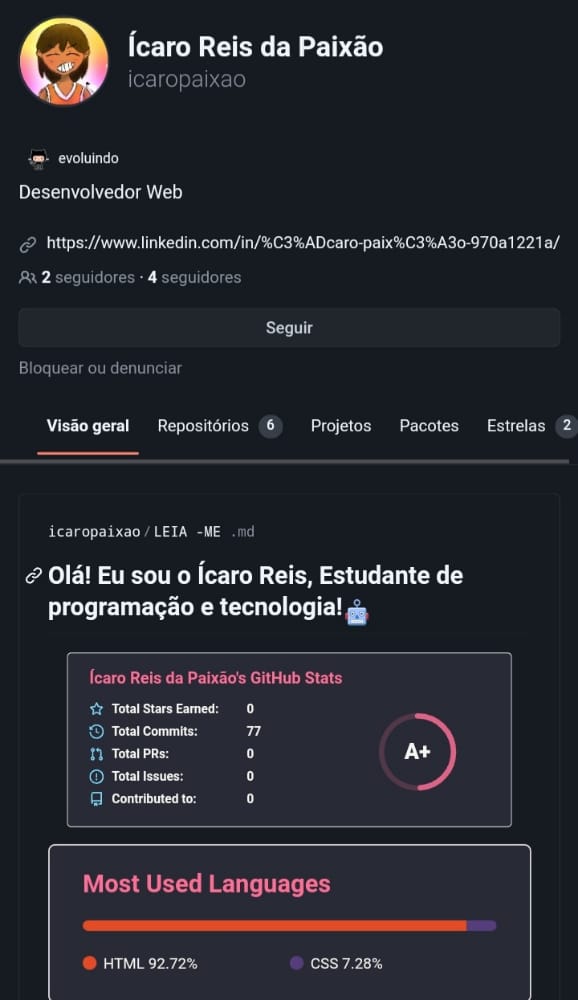 Ícaro Reis da Paixão
icaropaixao
evoluindo
Desenvolvedor Web
https://www.linkedin.com/in/%C3%ADcaro-paix%C3%A3o-970a1221a/
2 seguidores · 4 seguidores
Seguir
Bloquear ou denunciar
Visão geral Repositórios 6 Projetos Pacotes Estrelas 2
icaropaixao/LEIA -ME .md
Olá! Eu sou o Ícaro Reis, Estudante de
programação e tecnologia!
Ícaro Reis da Paixão's GitHub Stats
Total Stars Earned: 0
Total Commits: 77
Total PRs: 0
Total Issues: 0
Contributed to: 0
A+
Most Used Languages
HTML 92.72% CSS 7.28%